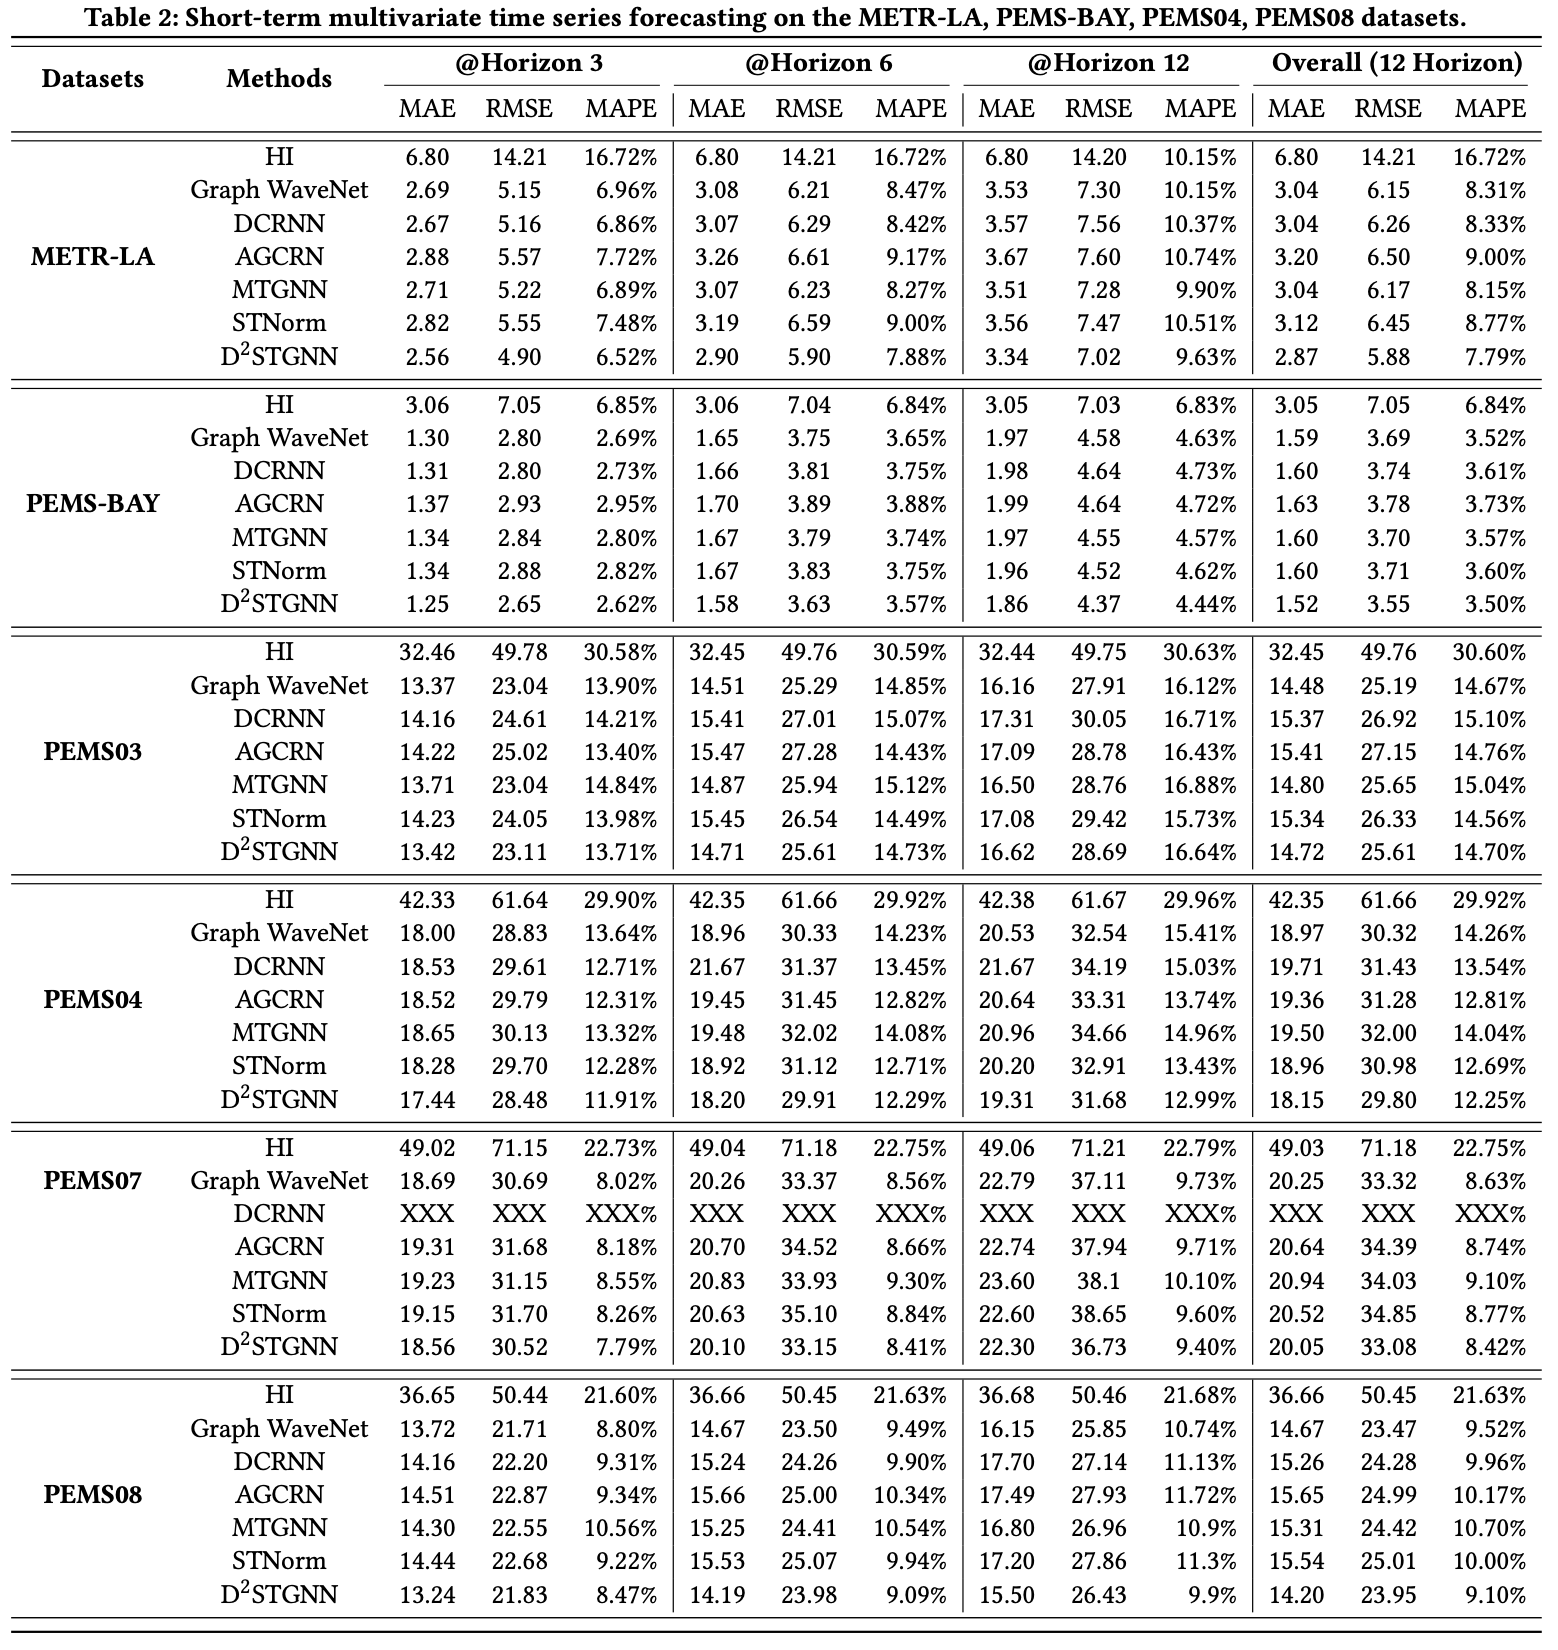 Table 2: Short-term multivariate time series forecasting on the METR-LA, PEMS-BAY, PEMS04, PEMS08 datasets.
Datasets Methods @Horizon 3 @Horizon 6 @Horizon 12 Overall (12 Horizon)
MAE RMSE MAPE MAE RMSE MAPE MAE RMSE MAPE MAE RMSE MAPE
HI 6.80 14.21 16.72% 6.80 14.21 16.72% 6.80 14.20 10.15% 6.80 14.21 16.72%
Graph WaveNet 2.69 5.15 6.96% 3.08 6.21 8.47% 3.53 7.30 10.15% 3.04 6.15 8.31%
DCRNN 2.67 5.16 6.86% 3.07 6.29 8.42% 3.57 7.56 10.37% 3.04 6.26 8.33%
METR-LA AGCRN 2.88 5.57 7.72% 3.26 6.61 9.17% 3.67 7.60 10.74% 3.20 6.50 9.00%
MTGNN 2.71 5.22 6.89% 3.07 6.23 8.27% 3.51 7.28 9.90% 3.04 6.17 8.15%
STNorm 2.82 5.55 7.48% 3.19 6.59 9.00% 3.56 7.47 10.51% 3.12 6.45 8.77%
D²STGNN 2.56 4.90 6.52% 2.90 5.90 7.88% 3.34 7.02 9.63% 2.87 5.88 7.79%
HI 3.06 7.05 6.85% 3.06 7.04 6.84% 3.05 7.03 6.83% 3.05 7.05 6.84%
Graph WaveNet 1.30 2.80 2.69% 1.65 3.75 3.65% 1.97 4.58 4.63% 1.59 3.69 3.52%
DCRNN 1.31 2.80 2.73% 1.66 3.81 3.75% 1.98 4.64 4.73% 1.60 3.74 3.61%
PEMS-BAY AGCRN 1.37 2.93 2.95% 1.70 3.89 3.88% 1.99 4.64 4.72% 1.63 3.78 3.73%
MTGNN 1.34 2.84 2.80% 1.67 3.79 3.74% 1.97 4.55 4.57% 1.60 3.70 3.57%
STNorm 1.34 2.88 2.82% 1.67 3.83 3.75% 1.96 4.52 4.62% 1.60 3.71 3.60%
D²STGNN 1.25 2.65 2.62% 1.58 3.63 3.57% 1.86 4.37 4.44% 1.52 3.55 3.50%
HI 32.46 49.78 30.58% 32.45 49.76 30.59% 32.44 49.75 30.63% 32.45 49.76 30.60%
Graph WaveNet 13.37 23.04 13.90% 14.51 25.29 14.85% 16.16 27.91 16.12% 14.48 25.19 14.67%
DCRNN 14.16 24.61 14.21% 15.41 27.01 15.07% 17.31 30.05 16.71% 15.37 26.92 15.10%
PEMS03 AGCRN 14.22 25.02 13.40% 15.47 27.28 14.43% 17.09 28.78 16.43% 15.41 27.15 14.76%
MTGNN 13.71 23.04 14.84% 14.87 25.94 15.12% 16.50 28.76 16.88% 14.80 25.65 15.04%
STNorm 14.23 24.05 13.98% 15.45 26.54 14.49% 17.08 29.42 15.73% 15.34 26.33 14.56%
D²STGNN 13.42 23.11 13.71% 14.71 25.61 14.73% 16.62 28.69 16.64% 14.72 25.61 14.70%
HI 42.33 61.64 29.90% 42.35 61.66 29.92% 42.38 61.67 29.96% 42.35 61.66 29.92%
Graph WaveNet 18.00 28.83 13.64% 18.96 30.33 14.23% 20.53 32.54 15.41% 18.97 30.32 14.26%
DCRNN 18.53 29.61 12.71% 21.67 31.37 13.45% 21.67 34.19 15.03% 19.71 31.43 13.54%
PEMS04 AGCRN 18.52 29.79 12.31% 19.45 31.45 12.82% 20.64 33.31 13.74% 19.36 31.28 12.81%
MTGNN 18.65 30.13 13.32% 19.48 32.02 14.08% 20.96 34.66 14.96% 19.50 32.00 14.04%
STNorm 18.28 29.70 12.28% 18.92 31.12 12.71% 20.20 32.91 13.43% 18.96 30.98 12.69%
D²STGNN 17.44 28.48 11.91% 18.20 29.91 12.29% 19.31 31.68 12.99% 18.15 29.80 12.25%
HI 49.02 71.15 22.73% 49.04 71.18 22.75% 49.06 71.21 22.79% 49.03 71.18 22.75%
PEMS07 Graph WaveNet 18.69 30.69 8.02% 20.26 33.37 8.56% 22.79 37.11 9.73% 20.25 33.32 8.63%
DCRNN XXX XXX XXX% XXX XXX XXX% XXX XXX XXX% XXX XXX XXX%
AGCRN 19.31 31.68 8.18% 20.70 34.52 8.66% 22.74 37.94 9.71% 20.64 34.39 8.74%
MTGNN 19.23 31.15 8.55% 20.83 33.93 9.30% 23.60 38.1 10.10% 20.94 34.03 9.10%
STNorm 19.15 31.70 8.26% 20.63 35.10 8.84% 22.60 38.65 9.60% 20.52 34.85 8.77%
D²STGNN 18.56 30.52 7.79% 20.10 33.15 8.41% 22.30 36.73 9.40% 20.05 33.08 8.42%
HI 36.65 50.44 21.60% 36.66 50.45 21.63% 36.68 50.46 21.68% 36.66 50.45 21.63%
Graph WaveNet 13.72 21.71 8.80% 14.67 23.50 9.49% 16.15 25.85 10.74% 14.67 23.47 9.52%
DCRNN 14.16 22.20 9.31% 15.24 24.26 9.90% 17.70 27.14 11.13% 15.26 24.28 9.96%
PEMS08 AGCRN 14.51 22.87 9.34% 15.66 25.00 10.34% 17.49 27.93 11.72% 15.65 24.99 10.17%
MTGNN 14.30 22.55 10.56% 15.25 24.41 10.54% 16.80 26.96 10.9% 15.31 24.42 10.70%
STNorm 14.44 22.68 9.22% 15.53 25.07 9.94% 17.20 27.86 11.3% 15.54 25.01 10.00%
D²STGNN 13.24 21.83 8.47% 14.19 23.98 9.09% 15.50 26.43 9.9% 14.20 23.95 9.10%